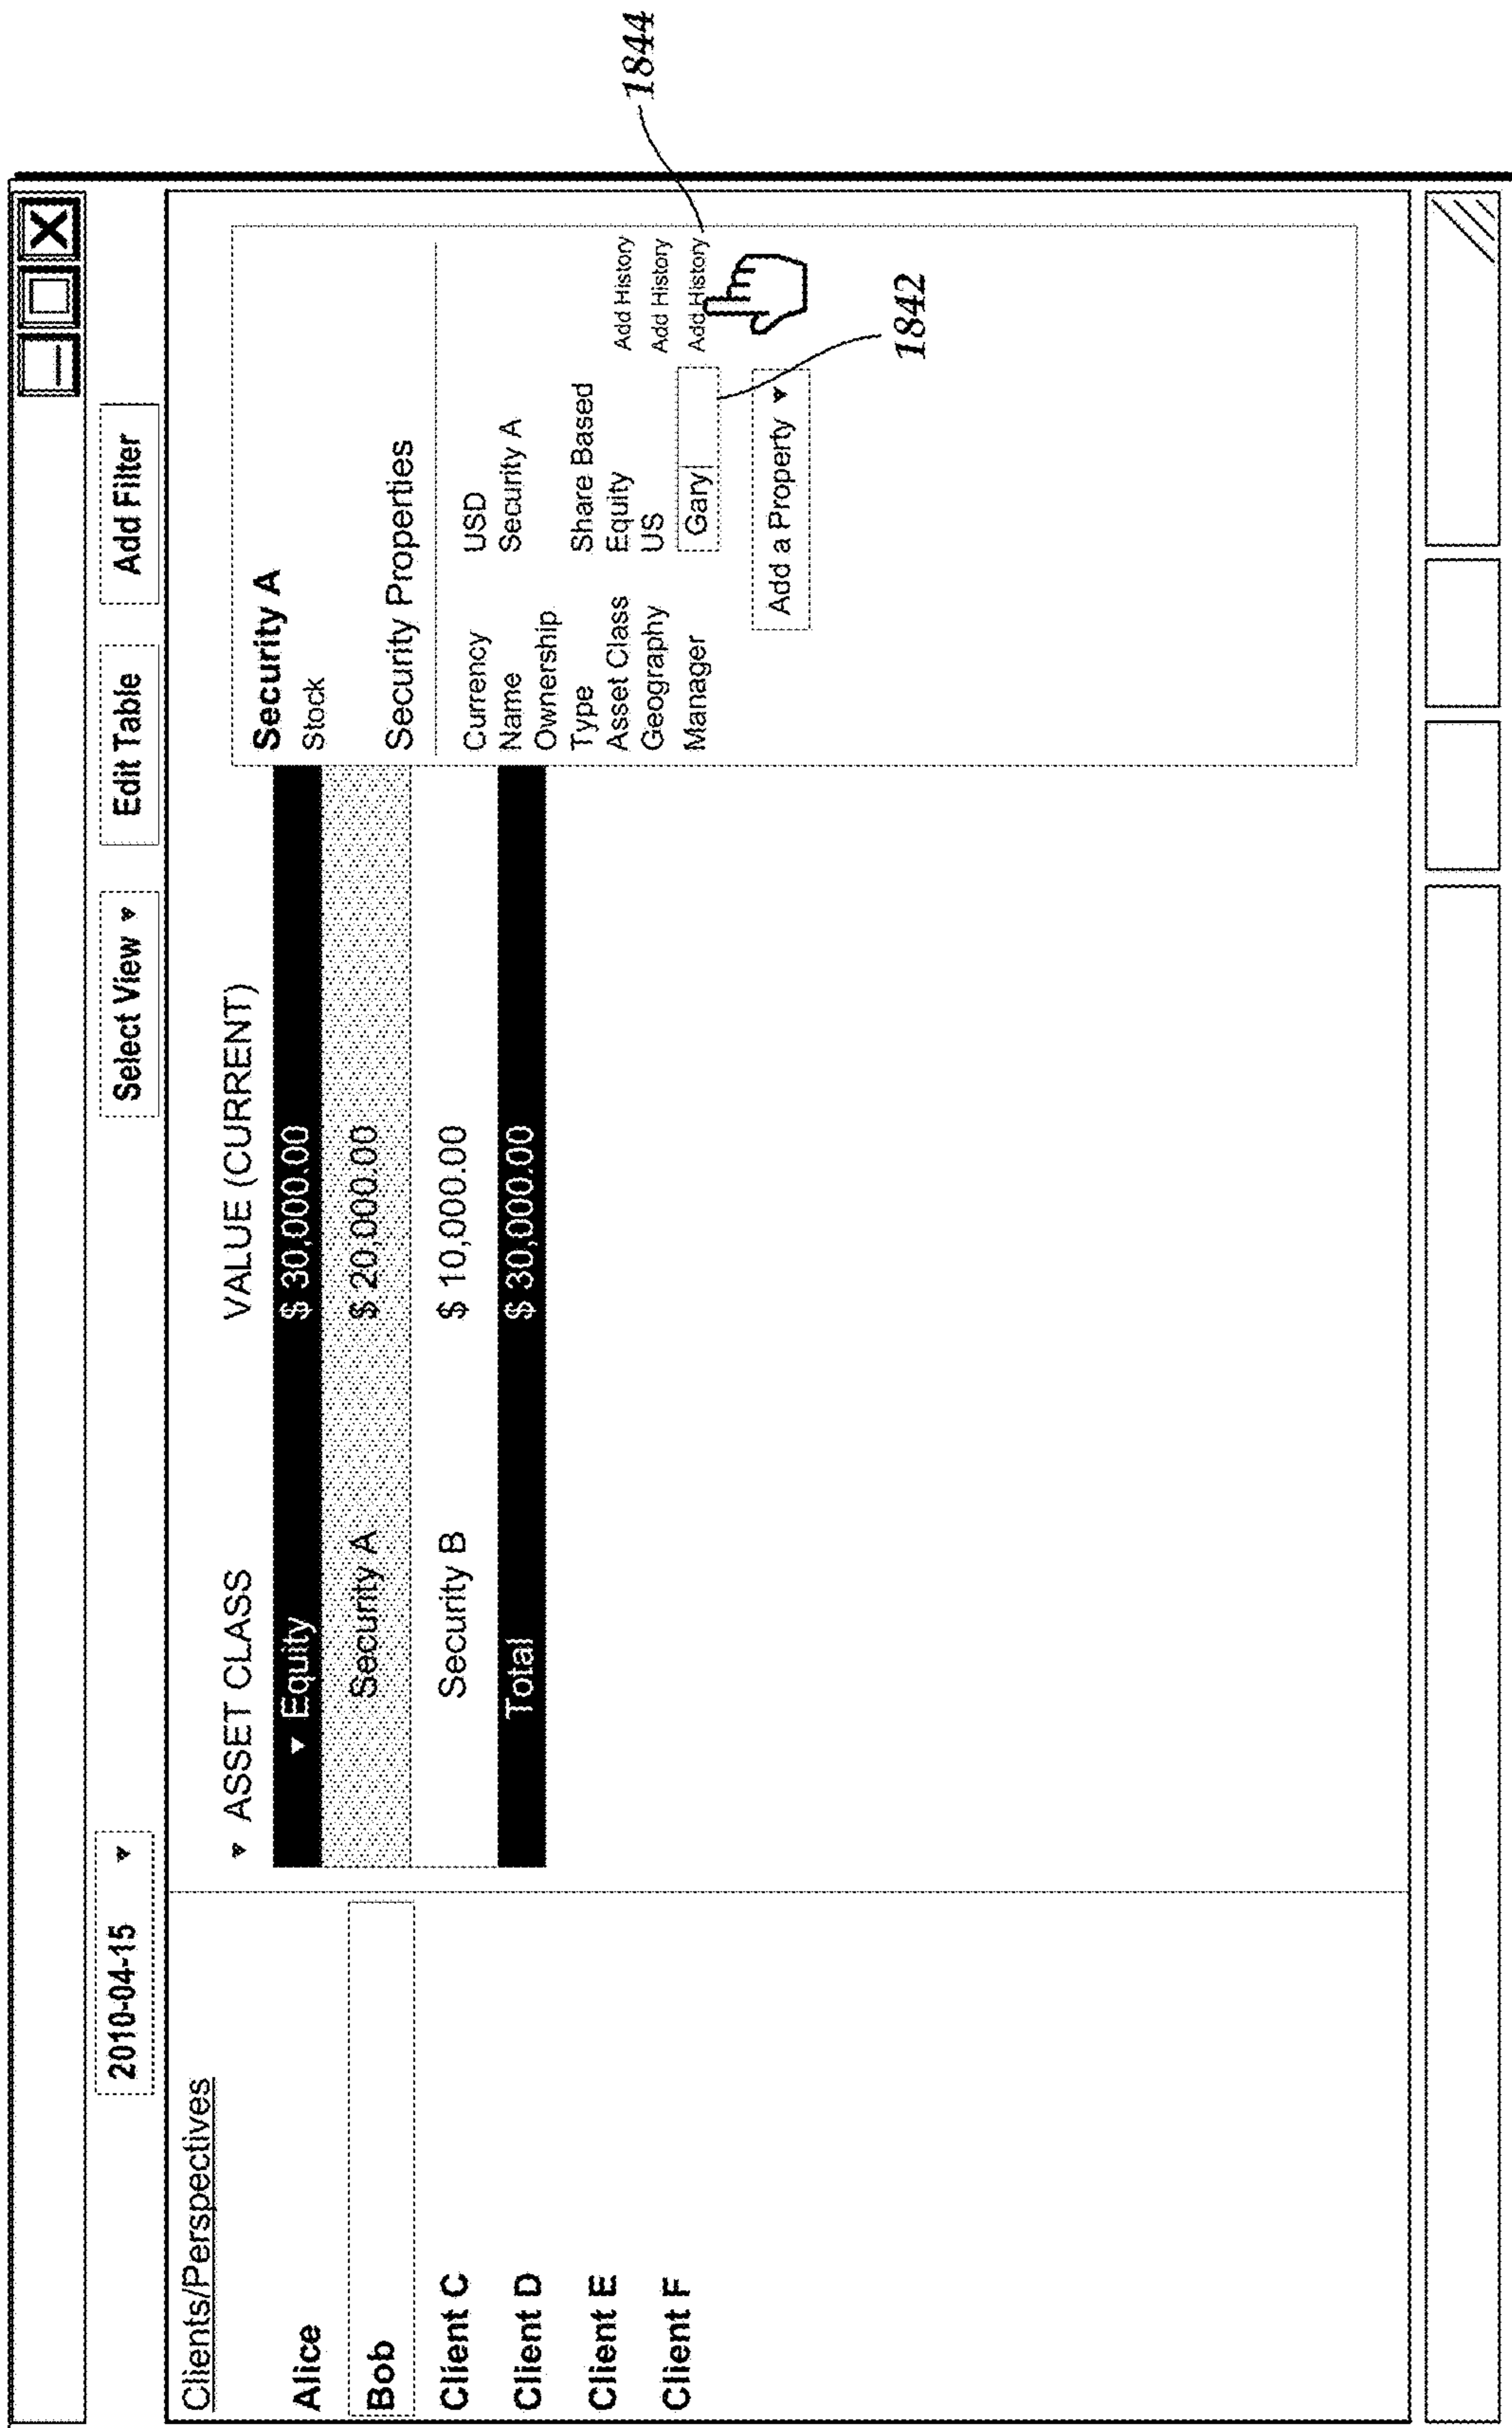 2010-04-15
Select View
Edit Table
Add Filter
Clients/Perspectives
Alice
Bob
Client C
Client D
Client E
Client F
ASSET CLASS VALUE (CURRENT)
Equity $ 30,000.00
Security A $ 20,000.00
Security B $ 10,000.00
Total $ 30,000.00
Security A
Stock
Security Properties
Currency USD
Name Security A
Ownership
Type Share Based
Asset Class Equity Add History
Geography US Add History
Manager Gary Add History
Add a Property
1844
1842